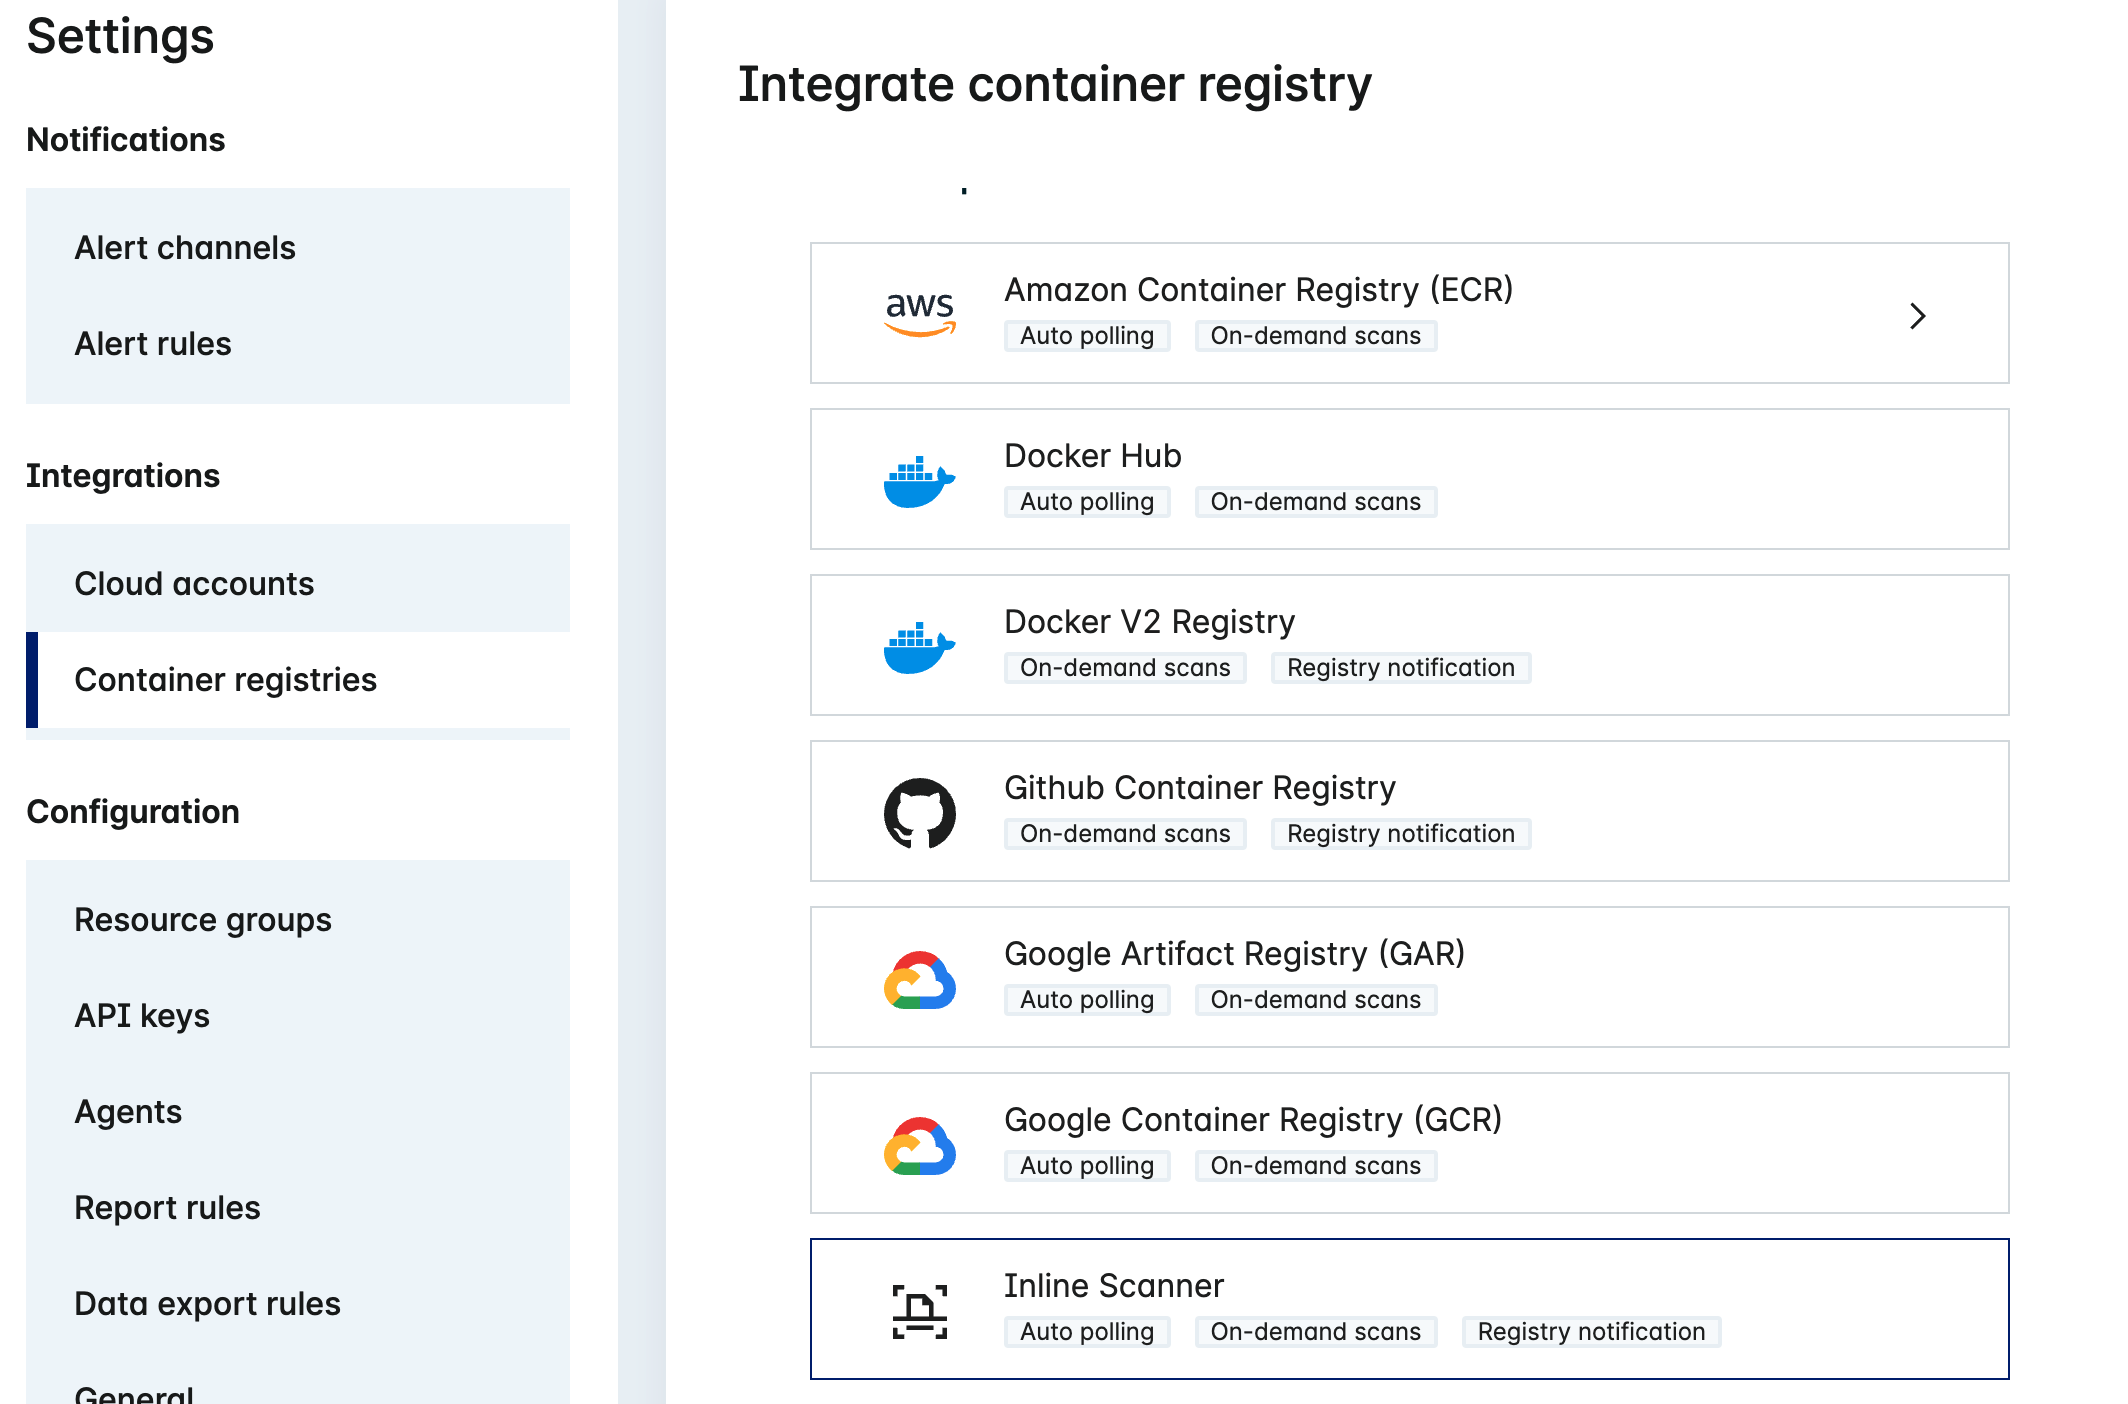 Settings
Notifications
Alert channels
Alert rules
Integrations
Cloud accounts
Container registries
Configuration
Resource groups
API keys
Agents
Report rules
Data export rules
General
Integrate container registry
aws
Amazon Container Registry (ECR)
Auto polling On-demand scans
Docker Hub
Auto polling On-demand scans
Docker V2 Registry
On-demand scans Registry notification
Github Container Registry
On-demand scans Registry notification
Google Artifact Registry (GAR)
Auto polling On-demand scans
Google Container Registry (GCR)
Auto polling On-demand scans
Inline Scanner
Auto polling On-demand scans Registry notification